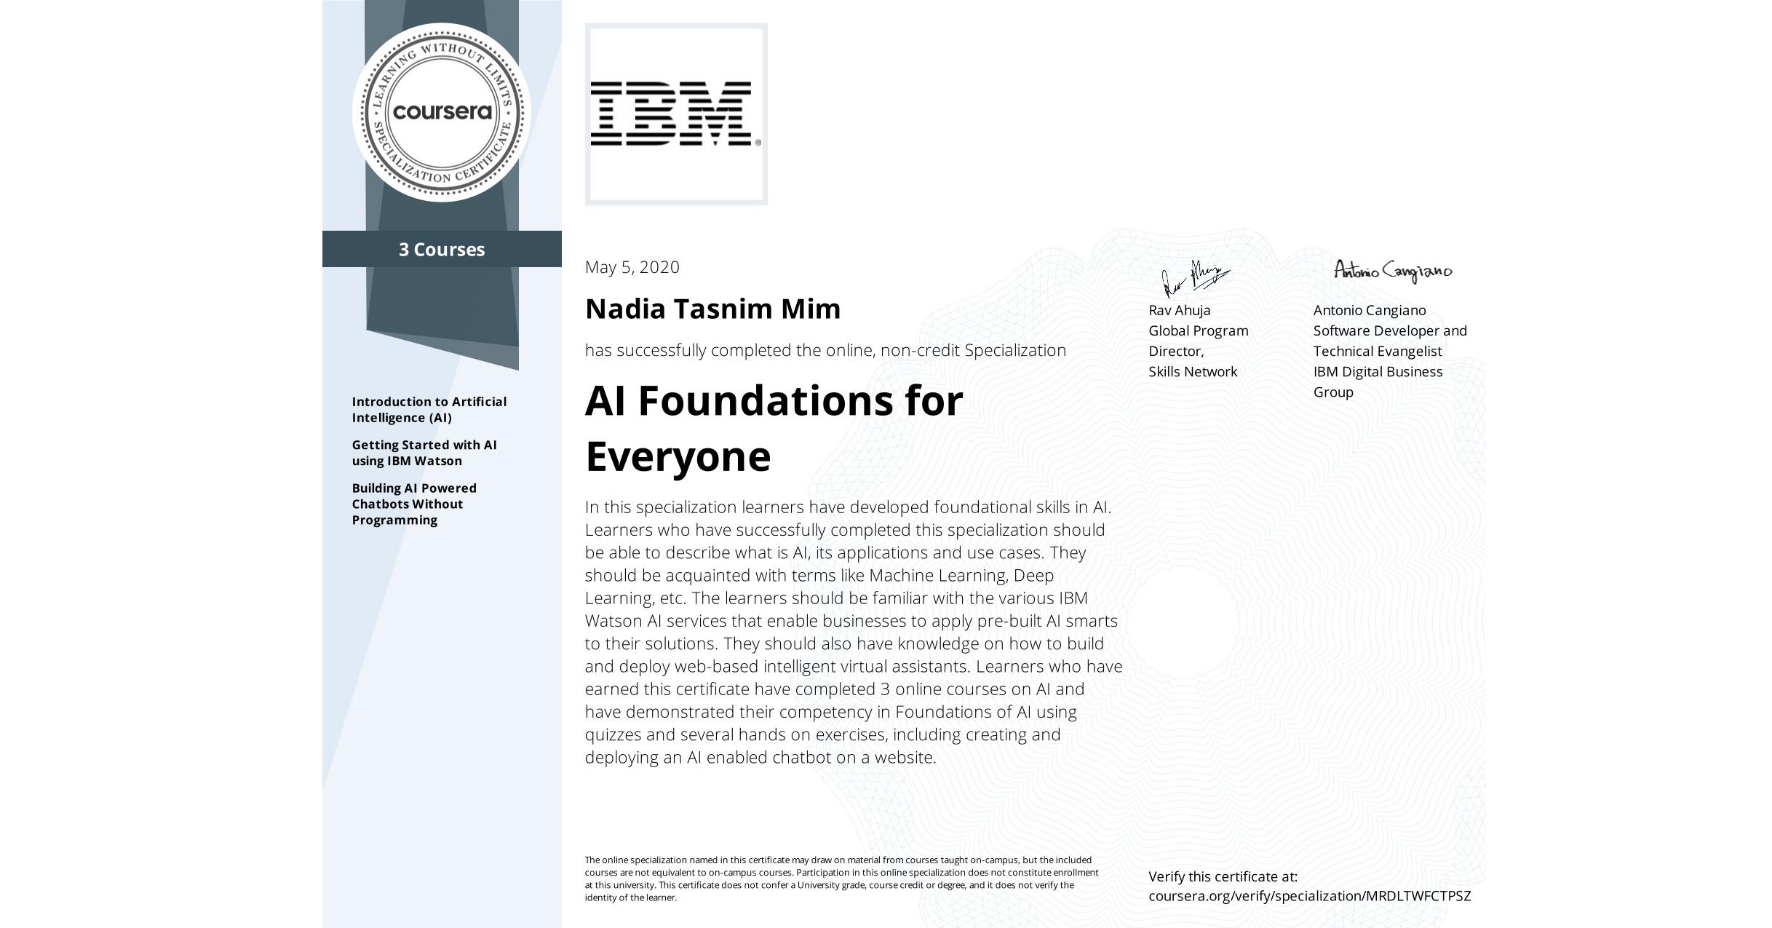 LEARNING WITHOUT LIMITS
coursera
SPECIALIZATION CERTIFICATE
3 Courses
Introduction to Artificial
Intelligence (AI)
Getting Started with AI
using IBM Watson
Building AI Powered
Chatbots Without
Programming
IBM®
May 5, 2020
Nadia Tasnim Mim
has successfully completed the online, non-credit Specialization
AI Foundations for
Everyone
In this specialization learners have developed foundational skills in AI.
Learners who have successfully completed this specialization should
be able to describe what is AI, its applications and use cases. They
should be acquainted with terms like Machine Learning, Deep
Learning, etc. The learners should be familiar with the various IBM
Watson AI services that enable businesses to apply pre-built AI smarts
to their solutions. They should also have knowledge on how to build
and deploy web-based intelligent virtual assistants. Learners who have
earned this certificate have completed 3 online courses on AI and
have demonstrated their competency in Foundations of AI using
quizzes and several hands on exercises, including creating and
deploying an AI enabled chatbot on a website.
Rav Ahuja
Rav Ahuja
Global Program
Director,
Skills Network
Antonio Cangiano
Antonio Cangiano
Software Developer and
Technical Evangelist
IBM Digital Business
Group
The online specialization named in this certificate may draw on material from courses taught on-campus, but the included
courses are not equivalent to on-campus courses. Participation in this online specialization does not constitute enrollment
at this university. This certificate does not confer a University grade, course credit or degree, and it does not verify the
identity of the learner.
Verify this certificate at:
coursera.org/verify/specialization/MRDLTWFCTPSZ